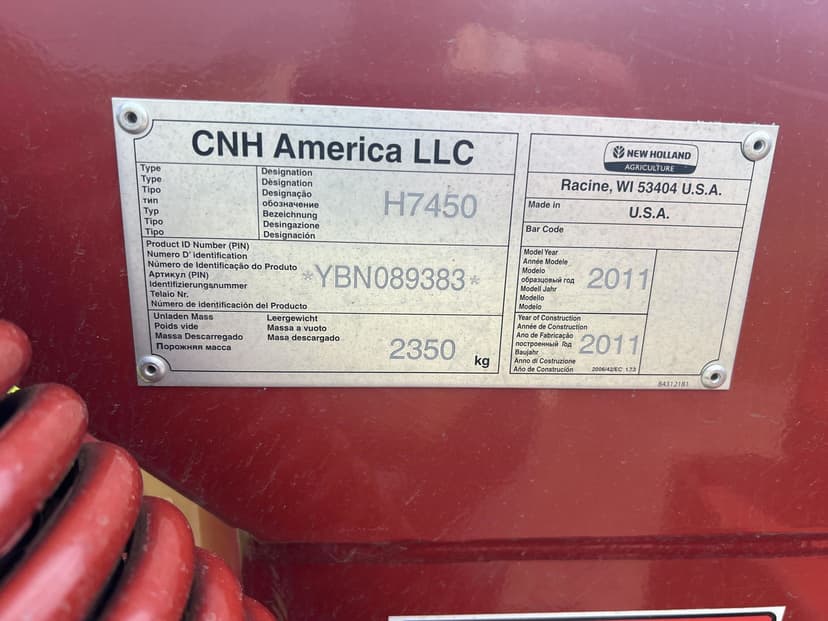 CNH America LLC
Type
Type
Tipo
тип
Typ
Tipo
Tipo
Designation
Dèsignation
Designação
обозначение
Bezeichnung
Desingazione
Designación
H7450
Product ID Number (PIN)
Numero D' identification
Número de Identificação do Produto
Артикул (PIN)
Identifizierungsnummer
Telaio Nr.
Número de identificación del Producto
*YBN089383*
Unladen Mass
Poids vide
Massa Descarregado
Порожняя масса
Leergewicht
Massa a vuoto
Masa descargado
2350 kg
NEW HOLLAND
AGRICULTURE
Racine, WI 53404 U.S.A.
Made in
U.S.A.
Bar Code
Model Year
Année Modele
Modelo
образцовый год
Modell Jahr
Modello
Modelo
2011
Year of Construction
Année de Construction
Ano de Fabricação
построенный год
Baujahr
Anno di Costruzione
Año de Construción
2011
2006/42/EC 1.7.3
84312181